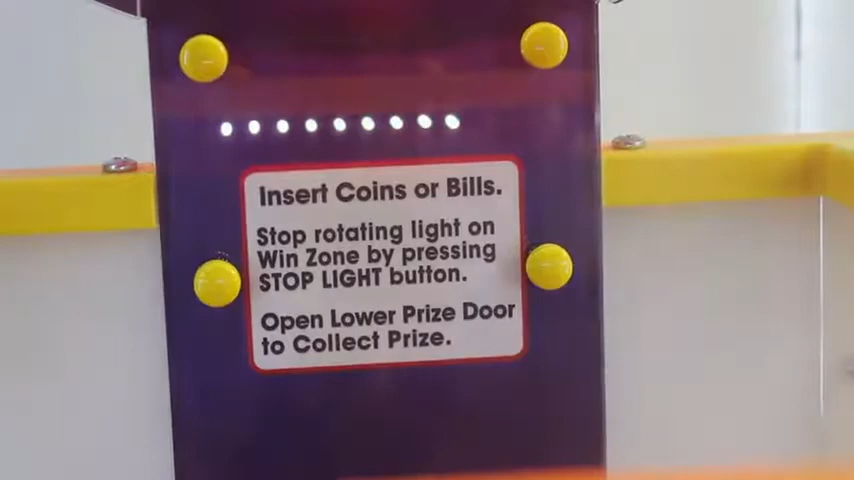 Insert Coins or Bills.
Stop rotating light on
Win Zone by pressing
STOP LIGHT button.
Open Lower Prize Door
to Collect Prize.